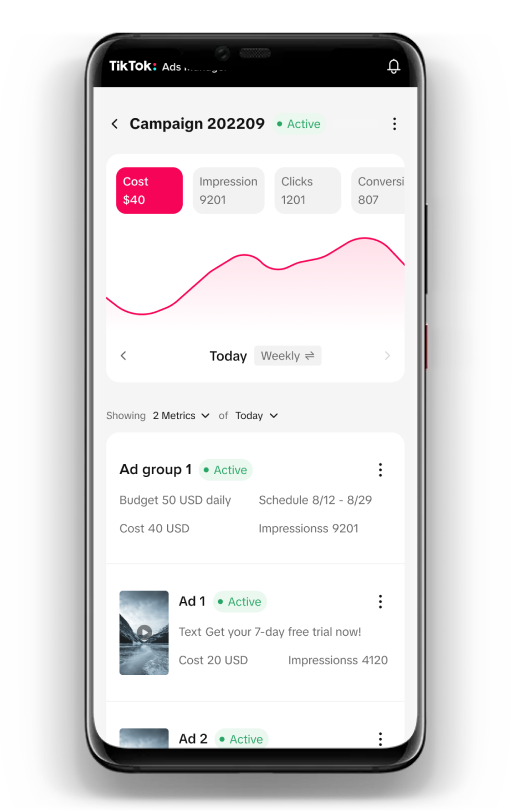 TikTok: Ads Manager
Campaign 202209 Active
Cost Impression Clicks Conversi
$40 9201 1201 807
Today Weekly
Showing 2 Metrics of Today
Ad group 1 Active
Budget 50 USD daily Schedule 8/12 - 8/29
Cost 40 USD Impressionss 9201
Ad 1 Active
Text Get your 7-day free trial now!
Cost 20 USD Impressionss 4120
Ad 2 Active